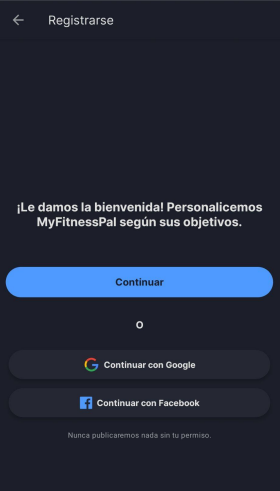 Registrarse
¡Le damos la bienvenida! Personalicemos
MyFitnessPal según sus objetivos.
Continuar
O
Continuar con Google
Continuar con Facebook
Nunca publicaremos nada sin tu permiso.